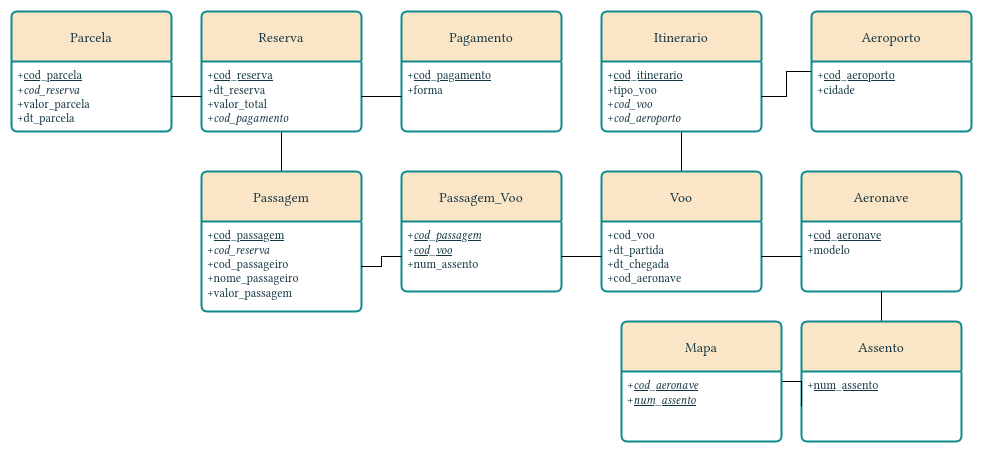 Parcela
+cod_parcela
+cod_reserva
+valor_parcela
+dt_parcela
Reserva
+cod_reserva
+dt_reserva
+valor_total
+cod_pagamento
Pagamento
+cod_pagamento
+forma
Itinerario
+cod_itinerario
+tipo_voo
+cod_voo
+cod_aeroporto
Aeroporto
+cod_aeroporto
+cidade
Passagem
+cod_passagem
+cod_reserva
+cod_passageiro
+nome_passageiro
+valor_passagem
Passagem_Voo
+cod_passagem
+cod_voo
+num_assento
Voo
+cod_voo
+dt_partida
+dt_chegada
+cod_aeronave
Aeronave
+cod_aeronave
+modelo
Mapa
+cod_aeronave
+num_assento
Assento
+num_assento